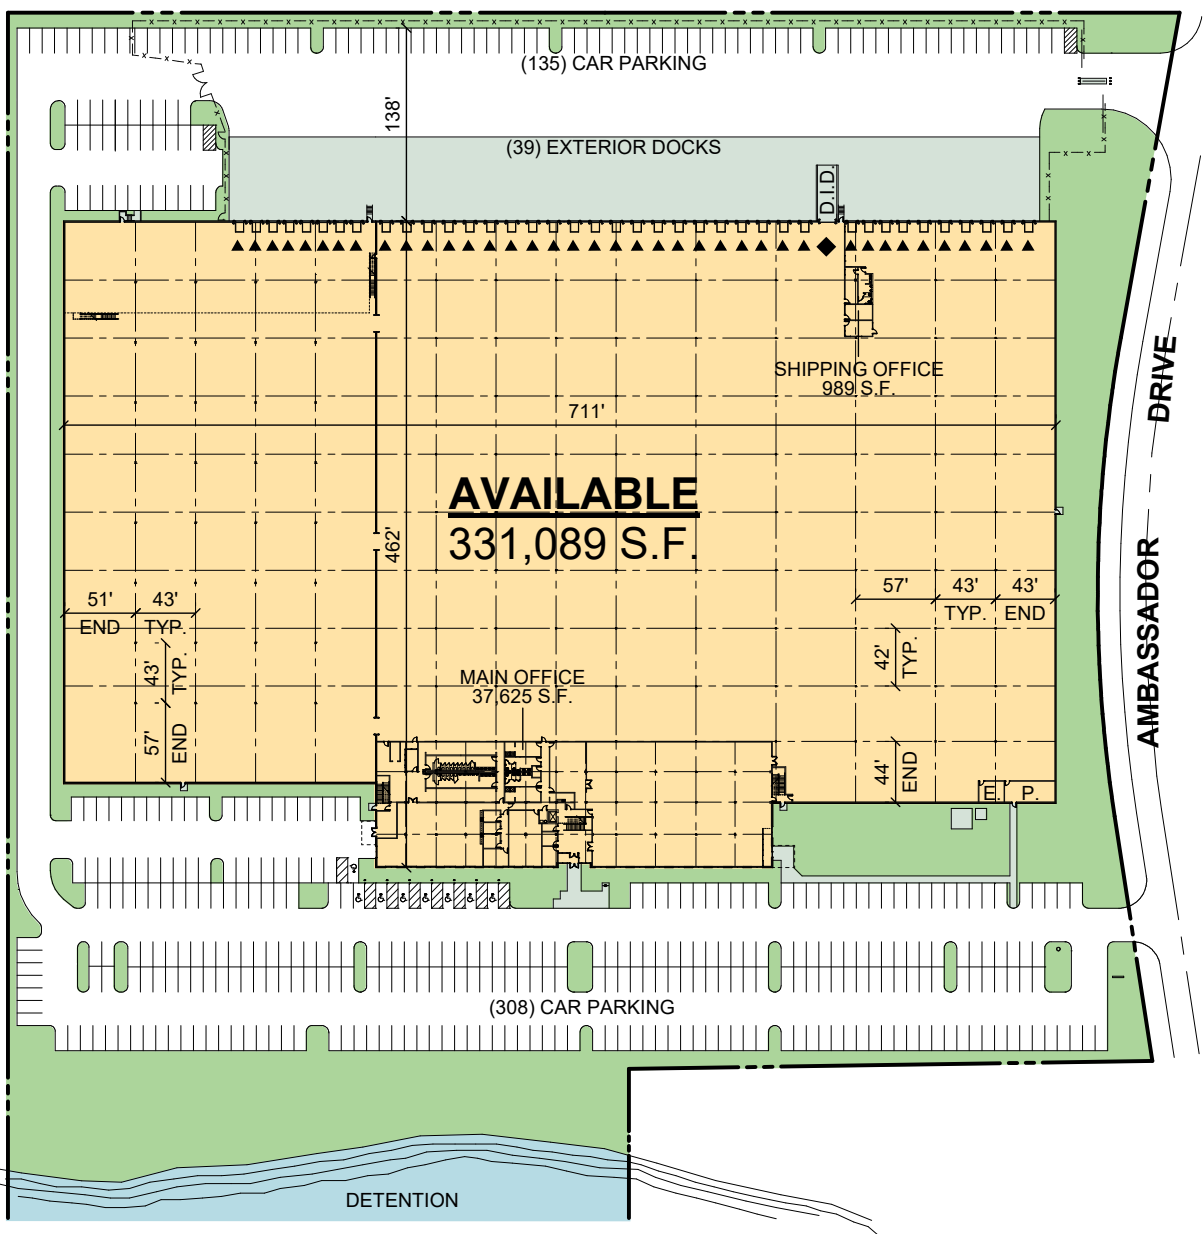 (135) CAR PARKING
138'
(39) EXTERIOR DOCKS
D.I.D.
SHIPPING OFFICE
989 S.F.
711'
AVAILABLE
331,089 S.F.
462'
51'
END
43'
TYP.
43'
TYP.
57'
END
57'
43'
TYP.
43'
END
42'
TYP.
44'
END
MAIN OFFICE
37,625 S.F.
E.
P.
AMBASSADOR DRIVE
(308) CAR PARKING
DETENTION